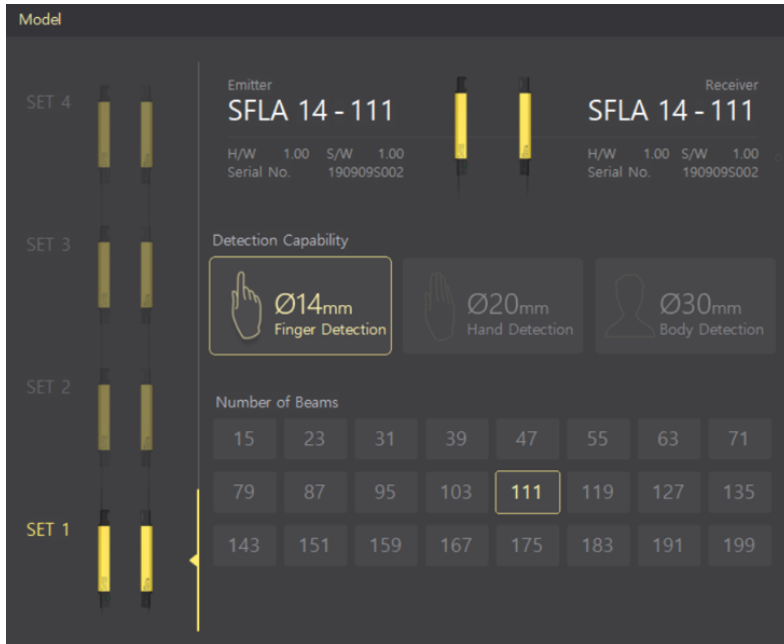 Model
SET 4
SET 3
SET 2
SET 1
Emitter
SFLA 14 - 111
H/W 1.00 S/W 1.00
Serial No. 190909S002
Receiver
SFLA 14 - 111
H/W 1.00 S/W 1.00
Serial No. 190909S002
Detection Capability
Ø14mm
Finger Detection
Ø20mm
Hand Detection
Ø30mm
Body Detection
Number of Beams
15 23 31 39 47 55 63 71
79 87 95 103 111 119 127 135
143 151 159 167 175 183 191 199